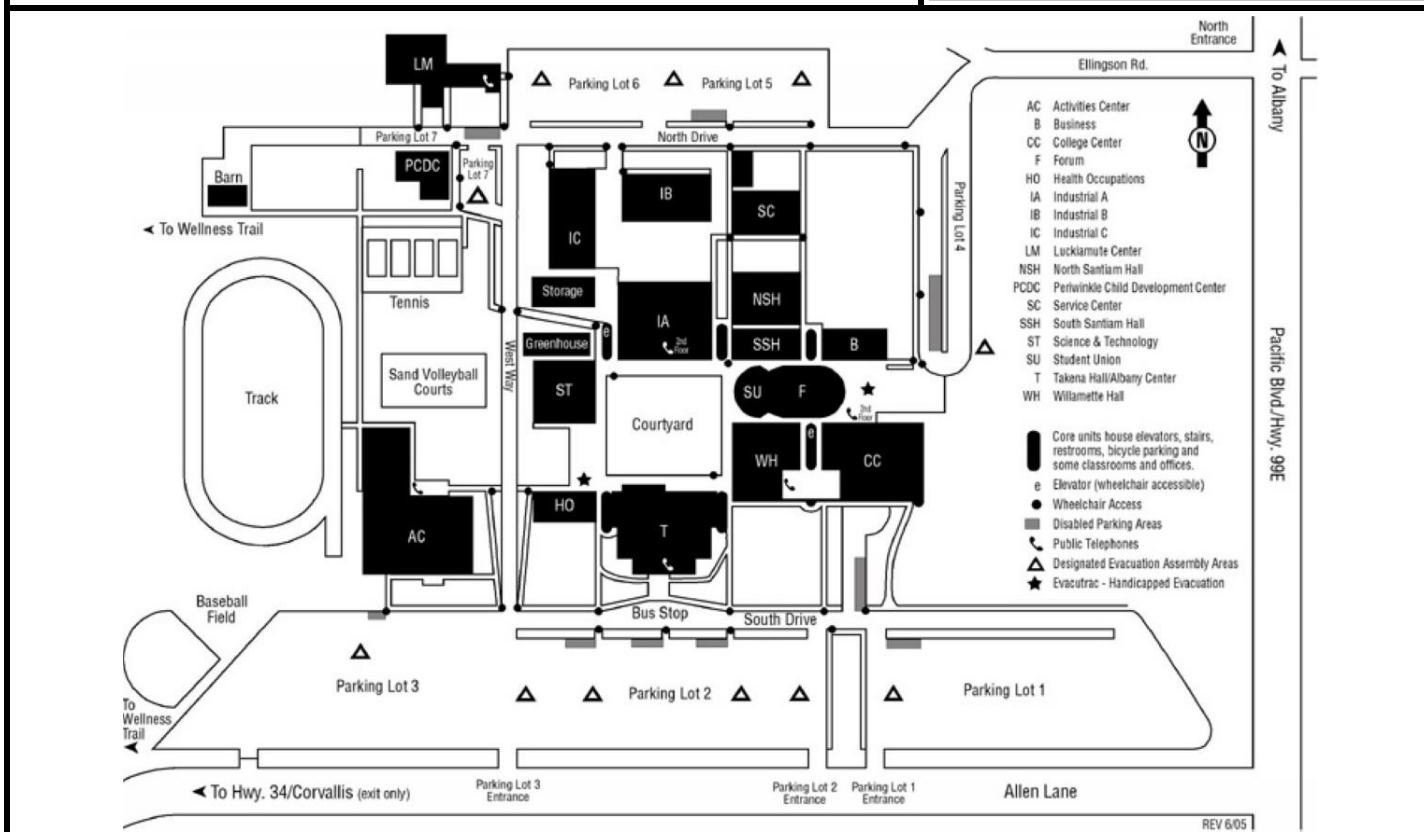 North
Entrance
To Albany
Ellingson Rd.
LM
Parking Lot 6
Parking Lot 5
Parking Lot 7
North Drive
PCDC
Parking
Lot 7
Barn
To Wellness Trail
IB
SC
IC
Parking Lot 4
Tennis
Storage
IA
2nd
Floor
NSH
e
Greenhouse
SSH
B
West Way
Sand Volleyball
Courts
Track
ST
SU
F
2nd
Floor
Courtyard
e
WH
CC
HO
AC
T
Pacific Blvd./Hwy. 99E
AC Activities Center
B Business
CC College Center
F Forum
HO Health Occupations
IA Industrial A
IB Industrial B
IC Industrial C
LM Lucklamute Center
NSH North Santiam Hall
PCDC Periwinkle Child Development Center
SC Service Center
SSH South Santiam Hall
ST Science & Technology
SU Student Union
T Takena Hall/Albany Center
WH Willamette Hall
N
Core units house elevators, stairs,
restrooms, bicycle parking and
some classrooms and offices.
e Elevator (wheelchair accessible)
Wheelchair Access
Disabled Parking Areas
Public Telephones
Designated Evacuation Assembly Areas
Evacutrac - Handicapped Evacuation
Baseball
Field
Bus Stop
South Drive
Parking Lot 3
Parking Lot 2
Parking Lot 1
To
Wellness
Trail
To Hwy. 34/Corvallis (exit only)
Parking Lot 3
Entrance
Parking Lot 2
Entrance
Parking Lot 1
Entrance
Allen Lane
REV 6/05